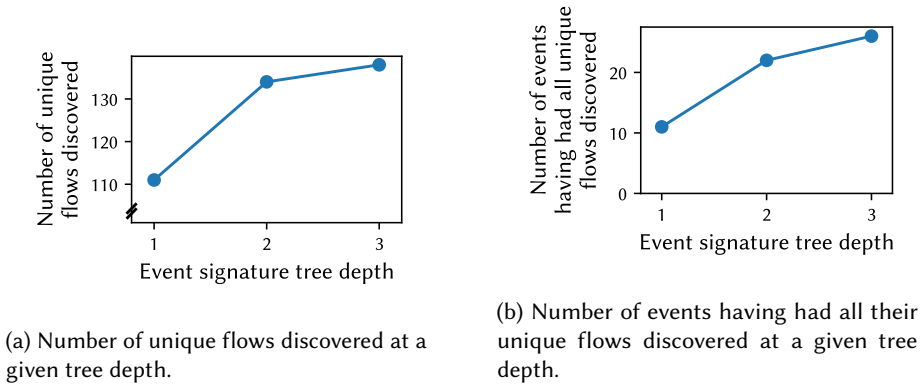 Number of unique
flows discovered
130
120
110
1 2 3
Event signature tree depth
(a) Number of unique flows discovered at a
given tree depth.
Number of events
having had all unique
flows discovered
20
10
0
1 2 3
Event signature tree depth
(b) Number of events having had all their
unique flows discovered at a given tree
depth.